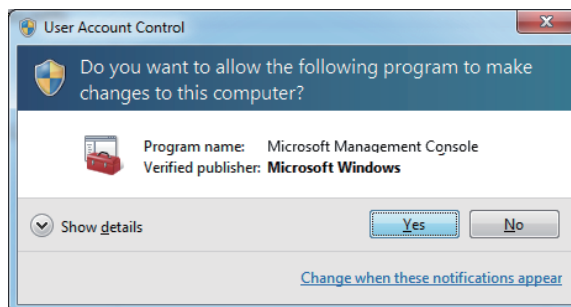 User Account Control
Do you want to allow the following program to make
changes to this computer?
Program name: Microsoft Management Console
Verified publisher: Microsoft Windows
Show details
Yes
No
Change when these notifications appear